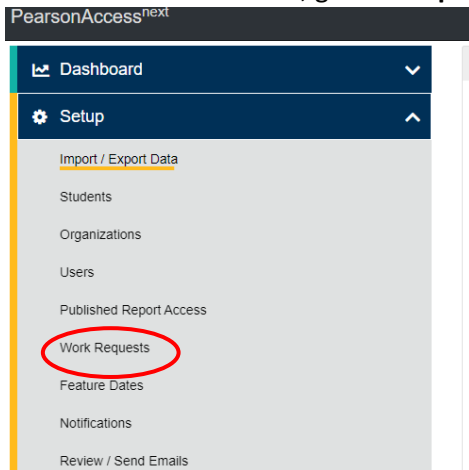 PearsonAccessnext
Dashboard
Setup
Import / Export Data
Students
Organizations
Users
Published Report Access
Work Requests
Feature Dates
Notifications
Review / Send Emails